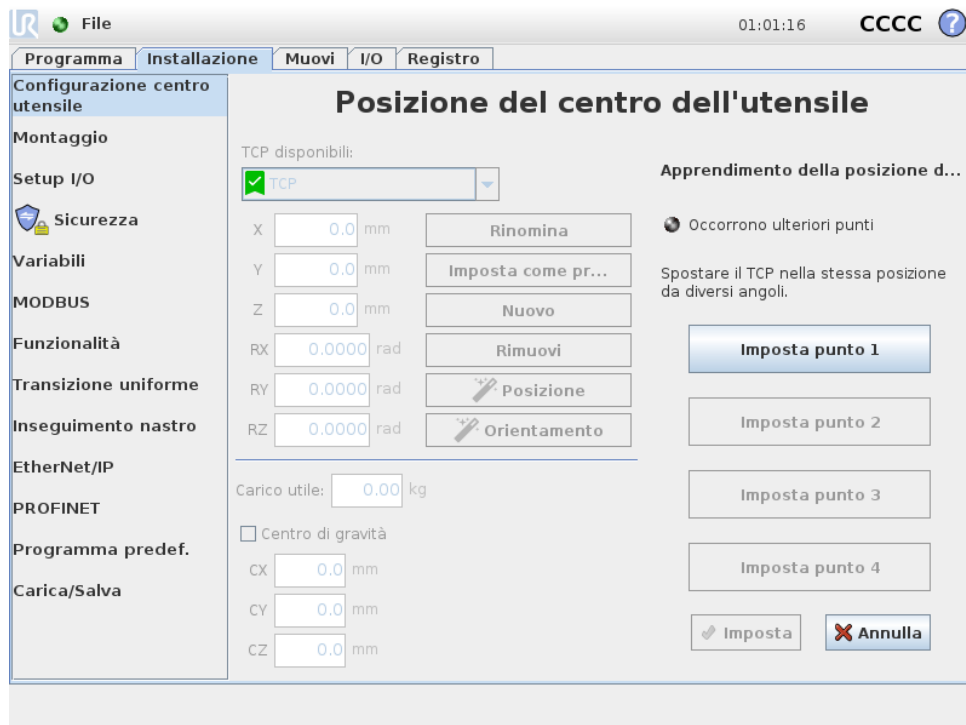 UR File 01:01:16 CCCC ?
Programma Installazione Muovi I/O Registro
Configurazione centro
utensile
Montaggio
Setup I/O
Sicurezza
Variabili
MODBUS
Funzionalità
Transizione uniforme
Inseguimento nastro
EtherNet/IP
PROFINET
Programma predef.
Carica/Salva
Posizione del centro dell'utensile
TCP disponibili:
TCP
X 0.0 mm Rinomina
Y 0.0 mm Imposta come pr...
Z 0.0 mm Nuovo
RX 0.0000 rad Rimuovi
RY 0.0000 rad Posizione
RZ 0.0000 rad Orientamento
Carico utile: 0.00 kg
Centro di gravità
CX 0.0 mm
CY 0.0 mm
CZ 0.0 mm
Apprendimento della posizione d...
Occorrono ulteriori punti
Spostare il TCP nella stessa posizione
da diversi angoli.
Imposta punto 1
Imposta punto 2
Imposta punto 3
Imposta punto 4
Imposta Annulla